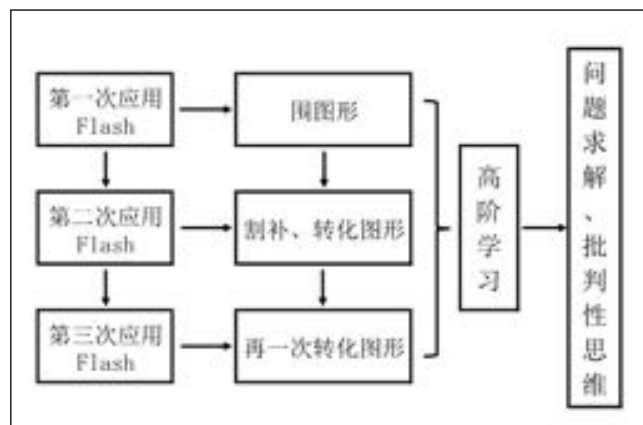 第一次应用
Flash
围图形
第二次应用
Flash
割补、转化图形
第三次应用
Flash
再一次转化图形
高阶学习
问题求解、批判性思维